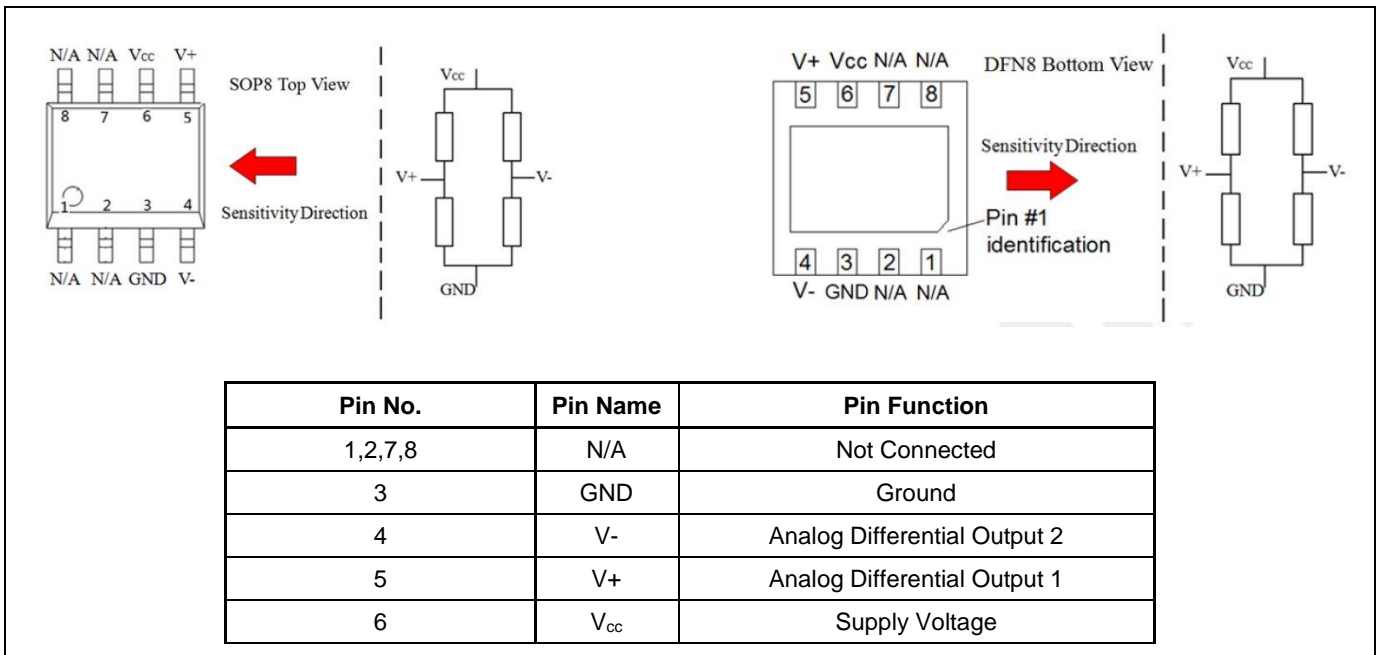 N/A N/A Vcc V+
8 7 6 5
SOP8 Top View
1 2 3 4
Sensitivity Direction
N/A N/A GND V-
Vcc
V+
V-
GND
V+ Vcc N/A N/A
5 6 7 8
DFN8 Bottom View
Sensitivity Direction
Pin #1
identification
4 3 2 1
V- GND N/A N/A
Vcc
V+
V-
GND
Pin No. Pin Name Pin Function
1,2,7,8 N/A Not Connected
3 GND Ground
4 V- Analog Differential Output 2
5 V+ Analog Differential Output 1
6 Vcc Supply Voltage